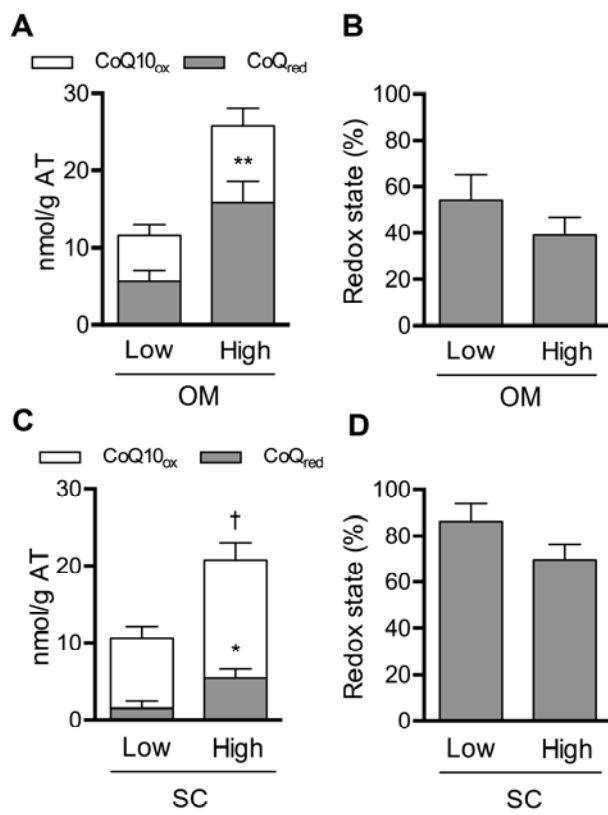 A
CoQ10ox CoQred
nmol/g AT
30
20
10
0
**
Low High
OM
B
Redox state (%)
100
80
60
40
20
0
Low High
OM
C
CoQ10ox CoQred
nmol/g AT
30
20
10
0
†
*
Low High
SC
D
Redox state (%)
100
80
60
40
20
0
Low High
SC